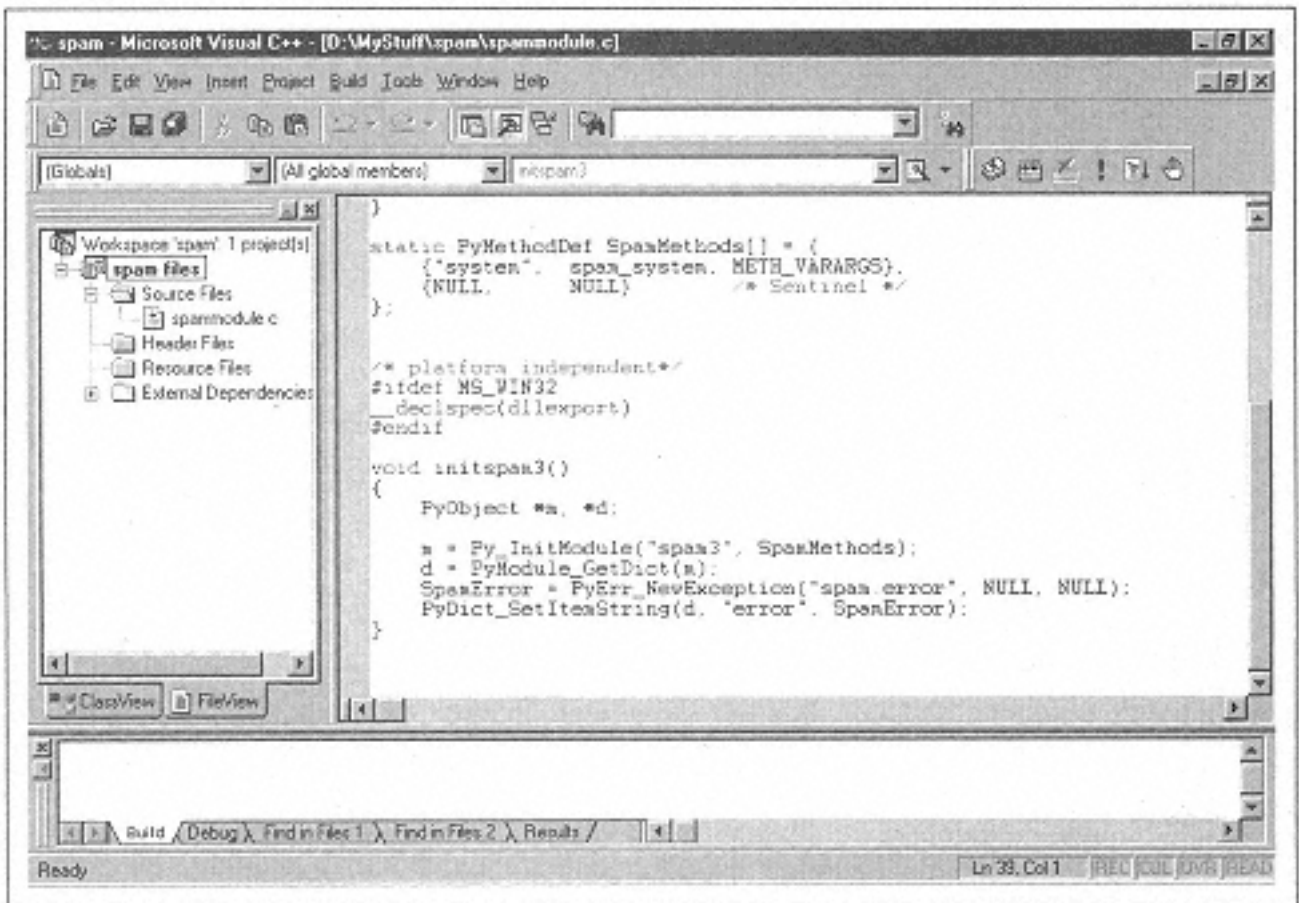 spam - Microsoft Visual C++ - [D:\MyStuff\spam\spammodule.c]
File Edit View Insert Project Build Tools Window Help
(Globals) (All global members) initspam3
Workspace 'spam': 1 project(s)
spam files
Source Files
spammodule.c
Header Files
Resource Files
External Dependencies
ClassView FileView
}
static PyMethodDef SpamMethods[] = {
{"system", spam_system, METH_VARARGS},
{NULL, NULL} /* Sentinel */
};
/* platform independent*/
#ifdef MS_WIN32
__declspec(dllexport)
#endif
void initspam3()
{
PyObject *m, *d;
m = Py_InitModule("spam3", SpamMethods);
d = PyModule_GetDict(m);
SpamError = PyErr_NewException("spam.error", NULL, NULL);
PyDict_SetItemString(d, "error", SpamError);
}
Build Debug Find in Files 1 Find in Files 2 Results
Ready Ln 39, Col 1 REC COL OVR READ